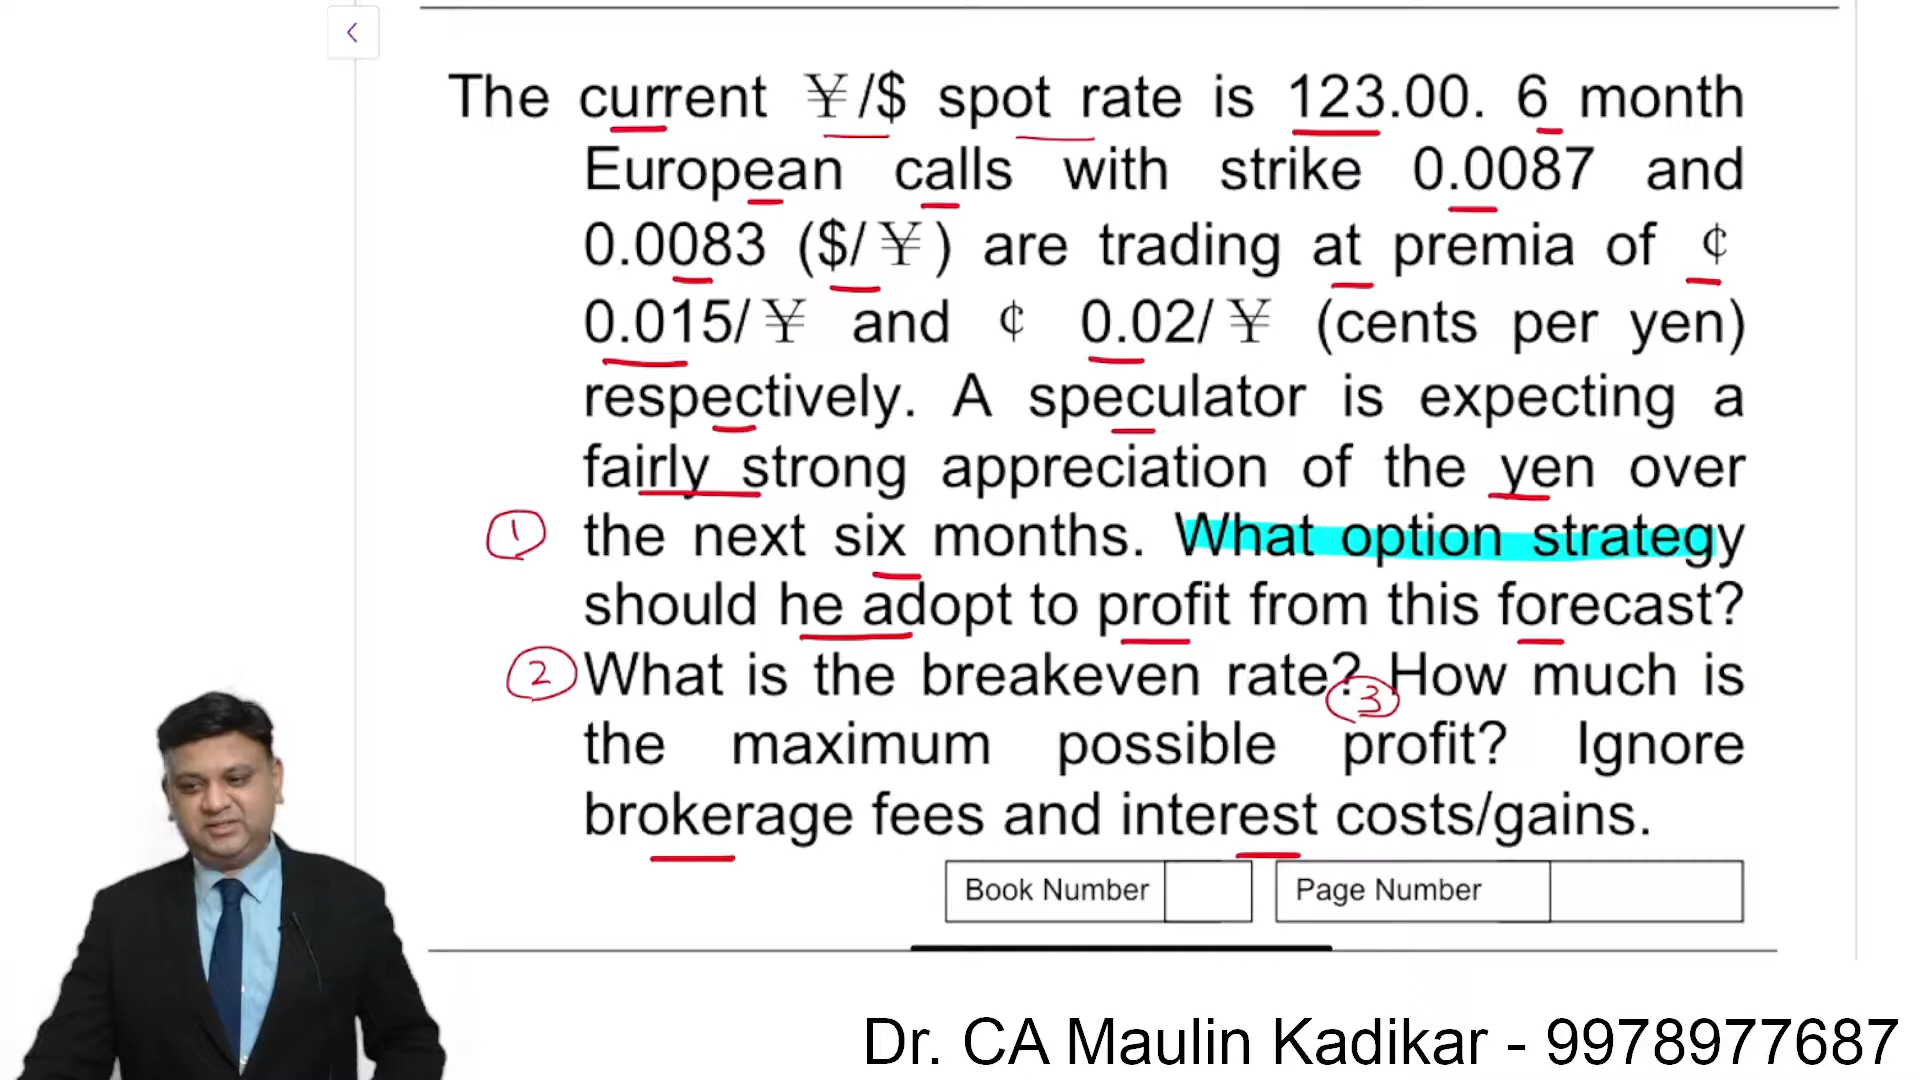 The current ¥/$ spot rate is 123.00. 6 month
European calls with strike 0.0087 and
0.0083 ($/¥) are trading at premia of ¢
0.015/¥ and ¢ 0.02/¥ (cents per yen)
respectively. A speculator is expecting a
fairly strong appreciation of the yen over
① the next six months. What option strategy
should he adopt to profit from this forecast?
② What is the breakeven rate? ③ How much is
the maximum possible profit? Ignore
brokerage fees and interest costs/gains.
Book Number Page Number
Dr. CA Maulin Kadikar - 9978977687